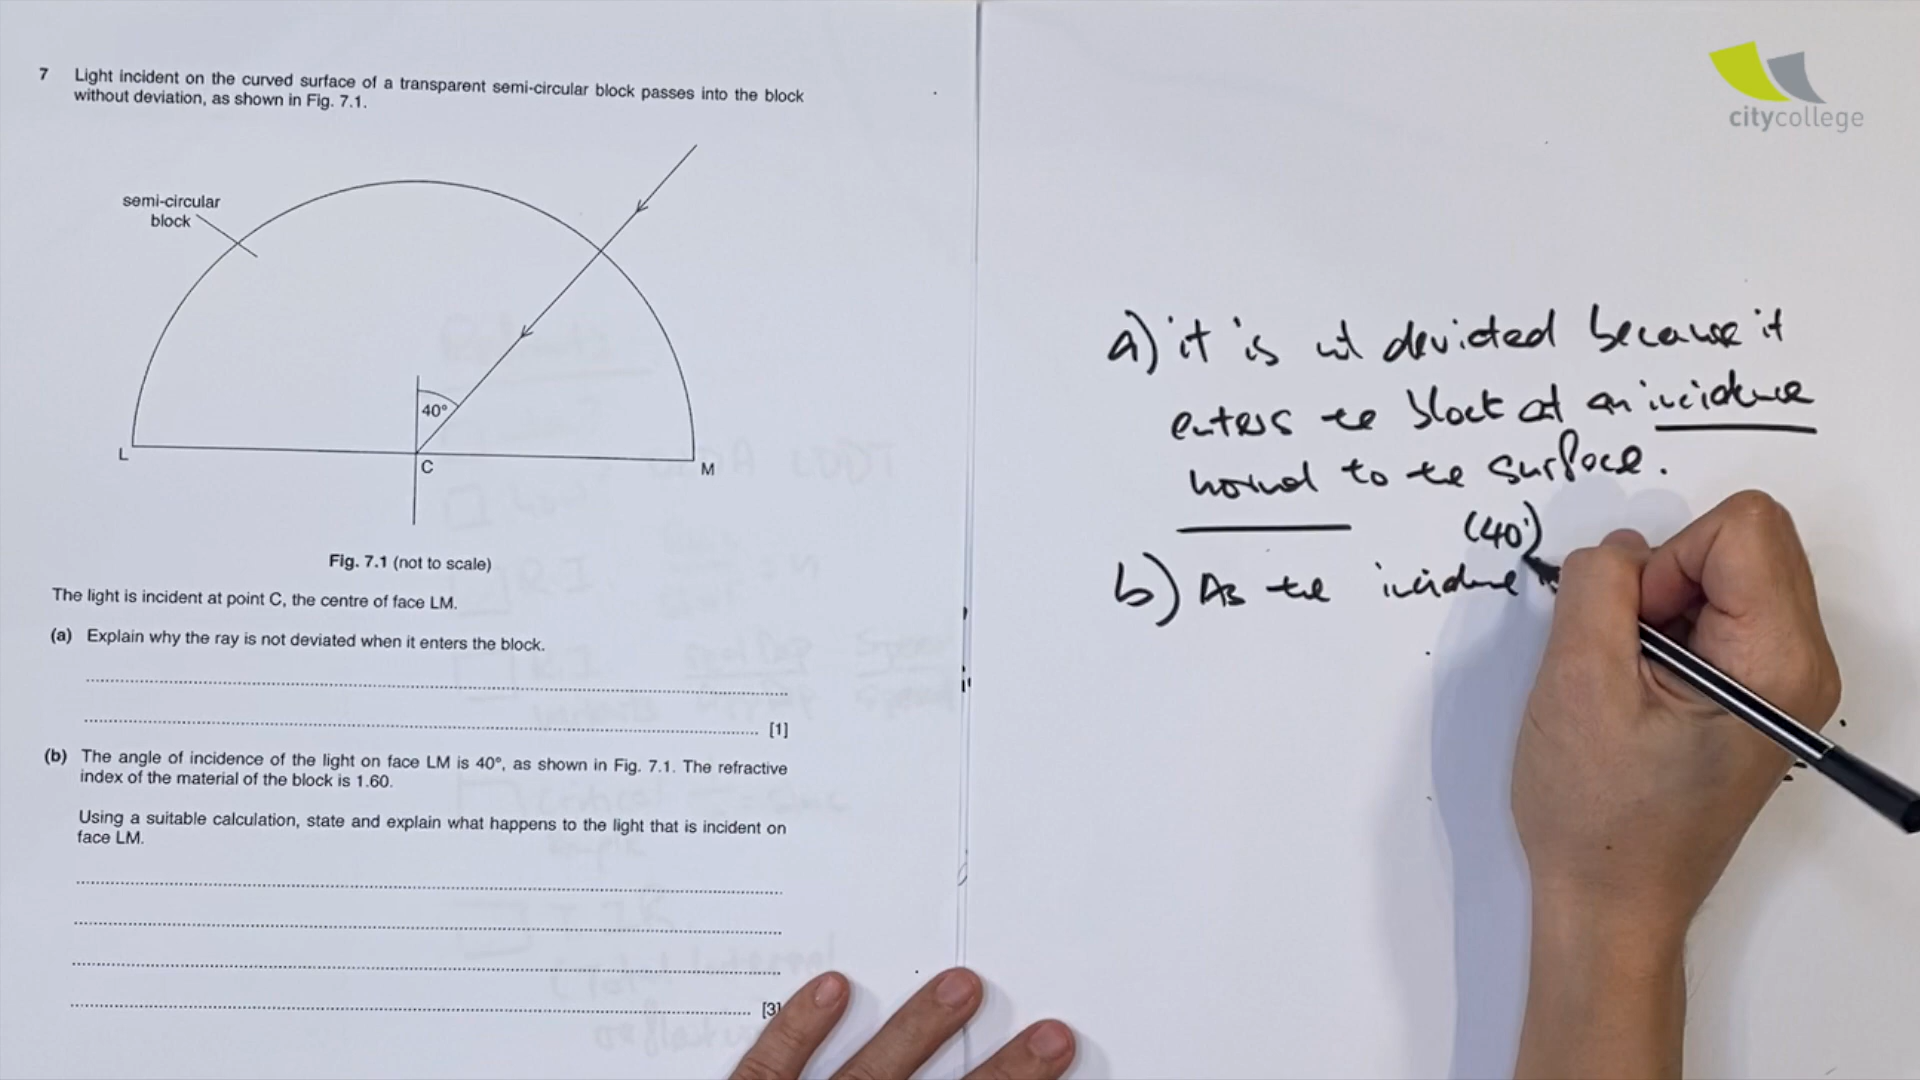 citycollege
7 Light incident on the curved surface of a transparent semi-circular block passes into the block
without deviation, as shown in Fig. 7.1.
semi-circular
block
40°
L
C
M
Fig. 7.1 (not to scale)
The light is incident at point C, the centre of face LM.
(a) Explain why the ray is not deviated when it enters the block.
[1]
(b) The angle of incidence of the light on face LM is 40°, as shown in Fig. 7.1. The refractive
index of the material of the block is 1.60.
Using a suitable calculation, state and explain what happens to the light that is incident on
face LM.
[3]
a) it is not deviated because it
enters the block at an incidence
normal to the surface.
(40°)
b) As the incidence